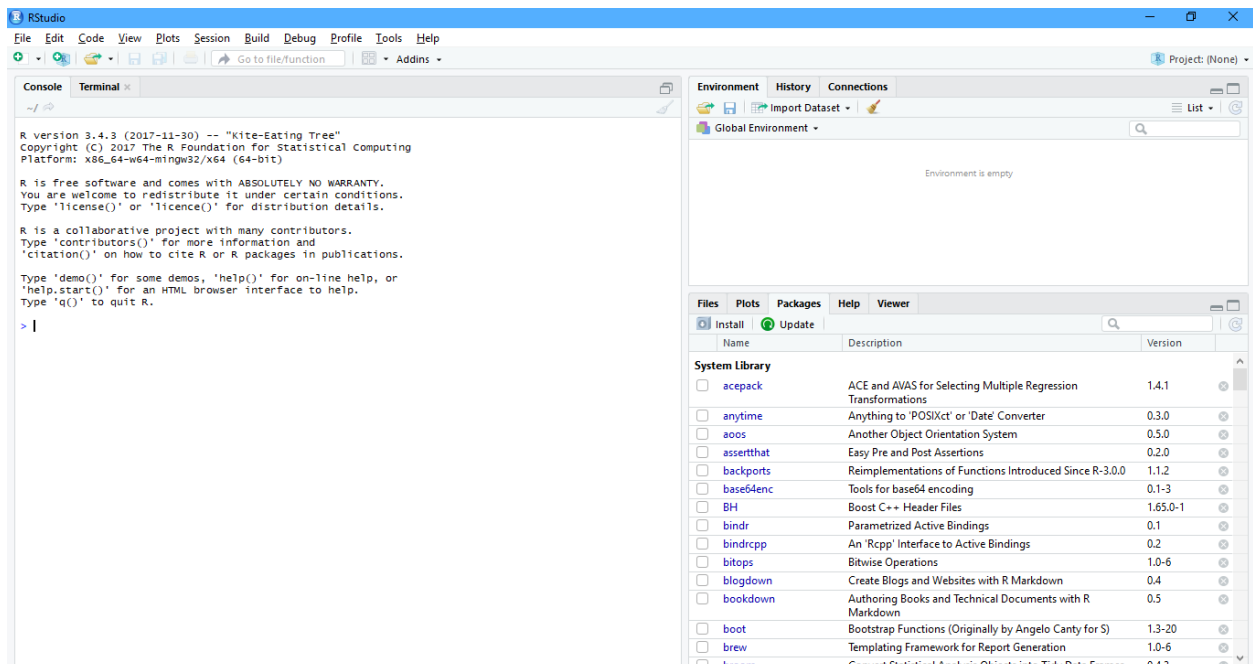 RStudio
File Edit Code View Plots Session Build Debug Profile Tools Help
Go to file/function Addins Project: (None)
Console Terminal
~/
R version 3.4.3 (2017-11-30) -- "Kite-Eating Tree"
Copyright (C) 2017 The R Foundation for Statistical Computing
Platform: x86_64-w64-mingw32/x64 (64-bit)
R is free software and comes with ABSOLUTELY NO WARRANTY.
You are welcome to redistribute it under certain conditions.
Type 'license()' or 'licence()' for distribution details.
R is a collaborative project with many contributors.
Type 'contributors()' for more information and
'citation()' on how to cite R or R packages in publications.
Type 'demo()' for some demos, 'help()' for on-line help, or
'help.start()' for an HTML browser interface to help.
Type 'q()' to quit R.
>
Environment History Connections
Import Dataset List
Global Environment
Environment is empty
Files Plots Packages Help Viewer
Install Update
Name Description Version
System Library
acepack ACE and AVAS for Selecting Multiple Regression 1.4.1
Transformations
anytime Anything to 'POSIXct' or 'Date' Converter 0.3.0
aoos Another Object Orientation System 0.5.0
assertthat Easy Pre and Post Assertions 0.2.0
backports Reimplementations of Functions Introduced Since R-3.0.0 1.1.2
base64enc Tools for base64 encoding 0.1-3
BH Boost C++ Header Files 1.65.0-1
bindr Parametrized Active Bindings 0.1
bindrcpp An 'Rcpp' Interface to Active Bindings 0.2
bitops Bitwise Operations 1.0-6
blogdown Create Blogs and Websites with R Markdown 0.4
bookdown Authoring Books and Technical Documents with R 0.5
Markdown
boot Bootstrap Functions (Originally by Angelo Canty for S) 1.3-20
brew Templating Framework for Report Generation 1.0-6